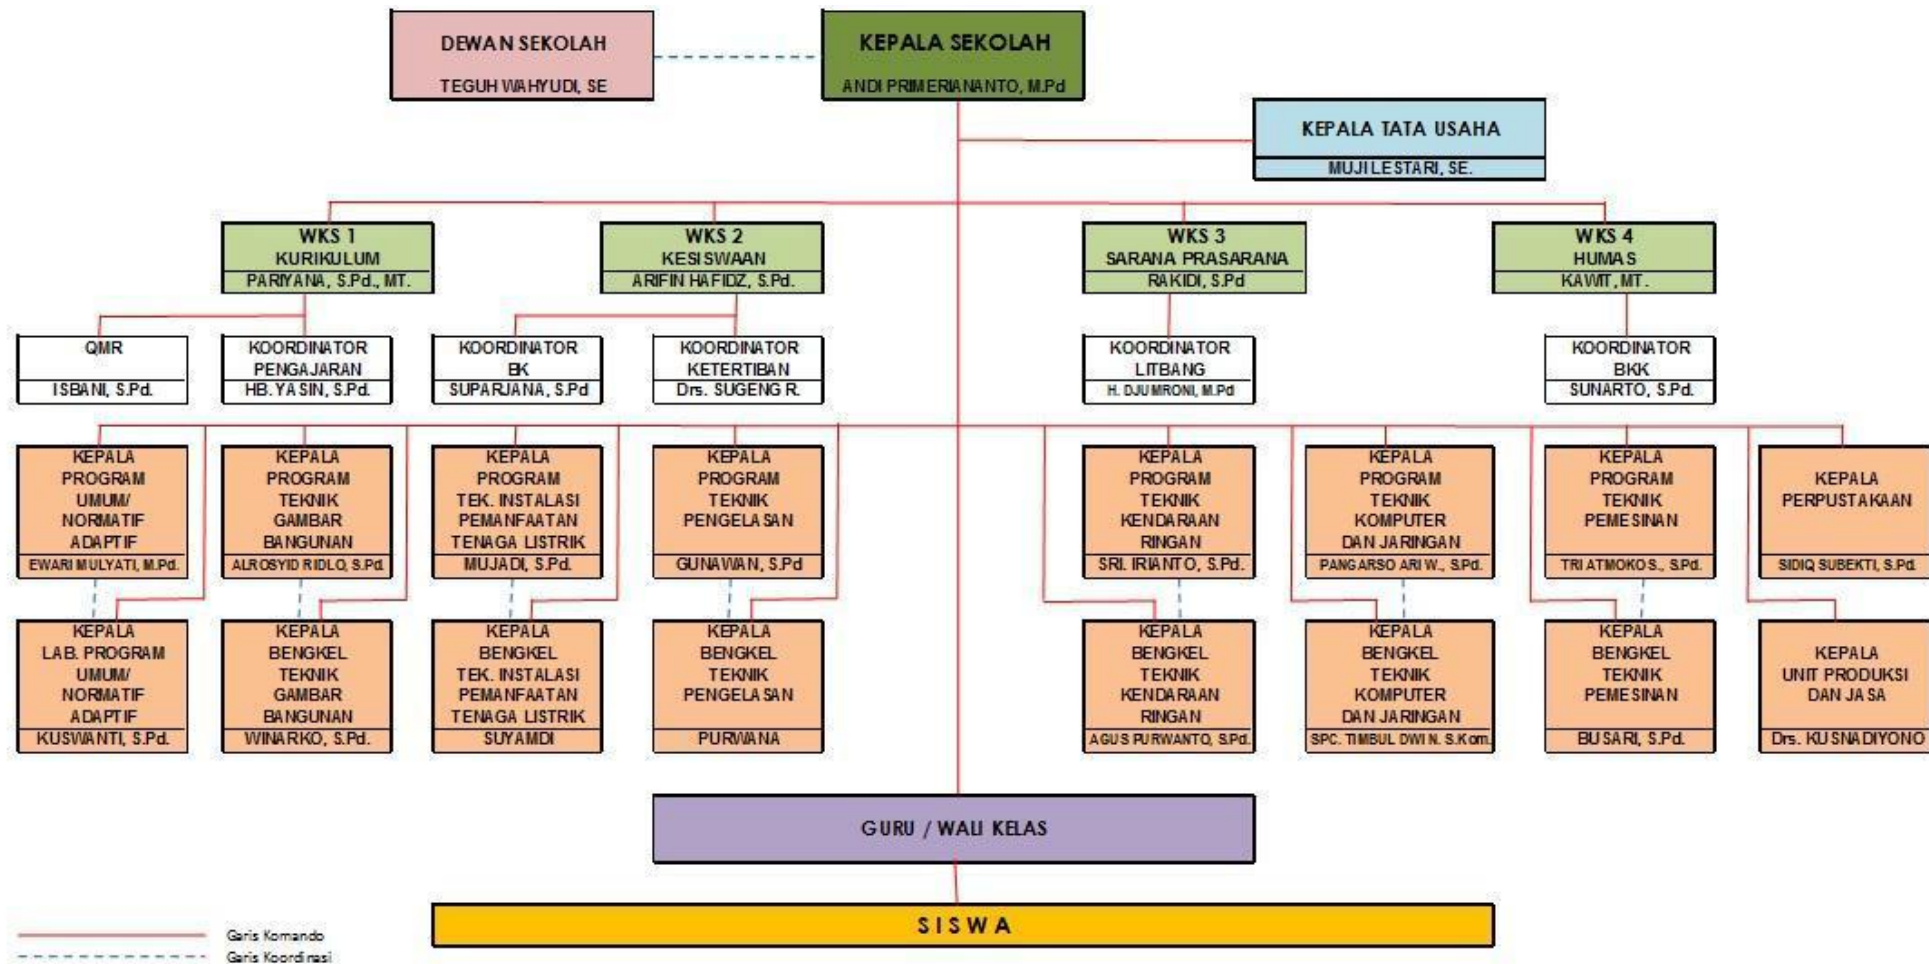 DEWAN SEKOLAH
TEGUH WAHYUDI, SE
KEPALA SEKOLAH
ANDI PRIMERIANANTO, M.Pd
KEPALA TATA USAHA
MUJI LESTARI, SE.
WKS 1
KURIKULUM
PARIYANA, S.Pd., MT.
WKS 2
KESISWAAN
ARIFIN HAFIDZ, S.Pd.
WKS 3
SARANA PRASARANA
RAKIDI, S.Pd
WKS 4
HUMAS
KAWIT, MT.
QMR
ISBANI, S.Pd.
KOORDINATOR
PENGAJARAN
HB. YASIN, S.Pd.
KOORDINATOR
BK
SUPARJANA, S.Pd
KOORDINATOR
KETERTIBAN
Drs. SUGENG R.
KOORDINATOR
LITBANG
H. DJUMRONI, M.Pd
KOORDINATOR
BKK
SUNARTO, S.Pd.
KEPALA
PROGRAM
UMUM/
NORMATIF
ADAPTIF
EWARI MULYATI, M.Pd.
KEPALA
PROGRAM
TEKNIK
GAMBAR
BANGUNAN
ALROSYID RIDLO, S.Pd.
KEPALA
PROGRAM
TEK. INSTALASI
PEMANFAATAN
TENAGA LISTRIK
MUJADI, S.Pd.
KEPALA
PROGRAM
TEKNIK
PENGELASAN
GUNAWAN, S.Pd
KEPALA
PROGRAM
TEKNIK
KENDARAAN
RINGAN
SRI. IRIANTO, S.Pd.
KEPALA
PROGRAM
TEKNIK
KOMPUTER
DAN JARINGAN
PANGARSO ARI W., S.Pd.
KEPALA
PROGRAM
TEKNIK
PEMESINAN
TRI ATMOKO S., S.Pd.
KEPALA
PERPUSTAKAAN
SIDIQ SUBEKTI, S.Pd.
KEPALA
LAB. PROGRAM
UMUM/
NORMATIF
ADAPTIF
KUSWANTI, S.Pd.
KEPALA
BENGKEL
TEKNIK
GAMBAR
BANGUNAN
WINARKO, S.Pd.
KEPALA
BENGKEL
TEK. INSTALASI
PEMANFAATAN
TENAGA LISTRIK
SUYAMDI
KEPALA
BENGKEL
TEKNIK
PENGELASAN
PURWANA
KEPALA
BENGKEL
TEKNIK
KENDARAAN
RINGAN
AGUS PURWANTO, S.Pd.
KEPALA
BENGKEL
TEKNIK
KOMPUTER
DAN JARINGAN
SPC. TIMBUL DWI N. S.Kom.
KEPALA
BENGKEL
TEKNIK
PEMESINAN
BUSARI, S.Pd.
KEPALA
UNIT PRODUKSI
DAN JASA
Drs. KUSNADIYONO
GURU / WALI KELAS
SISWA
Garis Komando
Garis Koordinasi